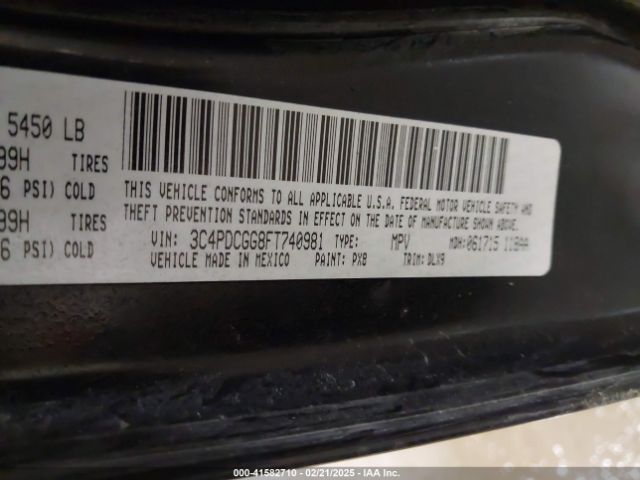 5450 LB
99H TIRES
6 PSI) COLD
99H TIRES
6 PSI) COLD
THIS VEHICLE CONFORMS TO ALL APPLICABLE U.S.A. FEDERAL MOTOR VEHICLE SAFETY AND
THEFT PREVENTION STANDARDS IN EFFECT ON THE DATE OF MANUFACTURE SHOWN ABOVE.
VIN: 3C4PDCGG8FT740981 TYPE: MPV MDH: 061715 118AA
VEHICLE MADE IN MEXICO PAINT: PX8 TRIM: DLX9
000-41582710 - 02/21/2025 - IAA Inc.